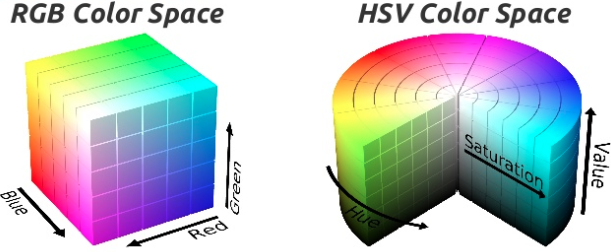 RGB Color Space
HSV Color Space
Blue
Red
Green
Hue
Saturation
Value